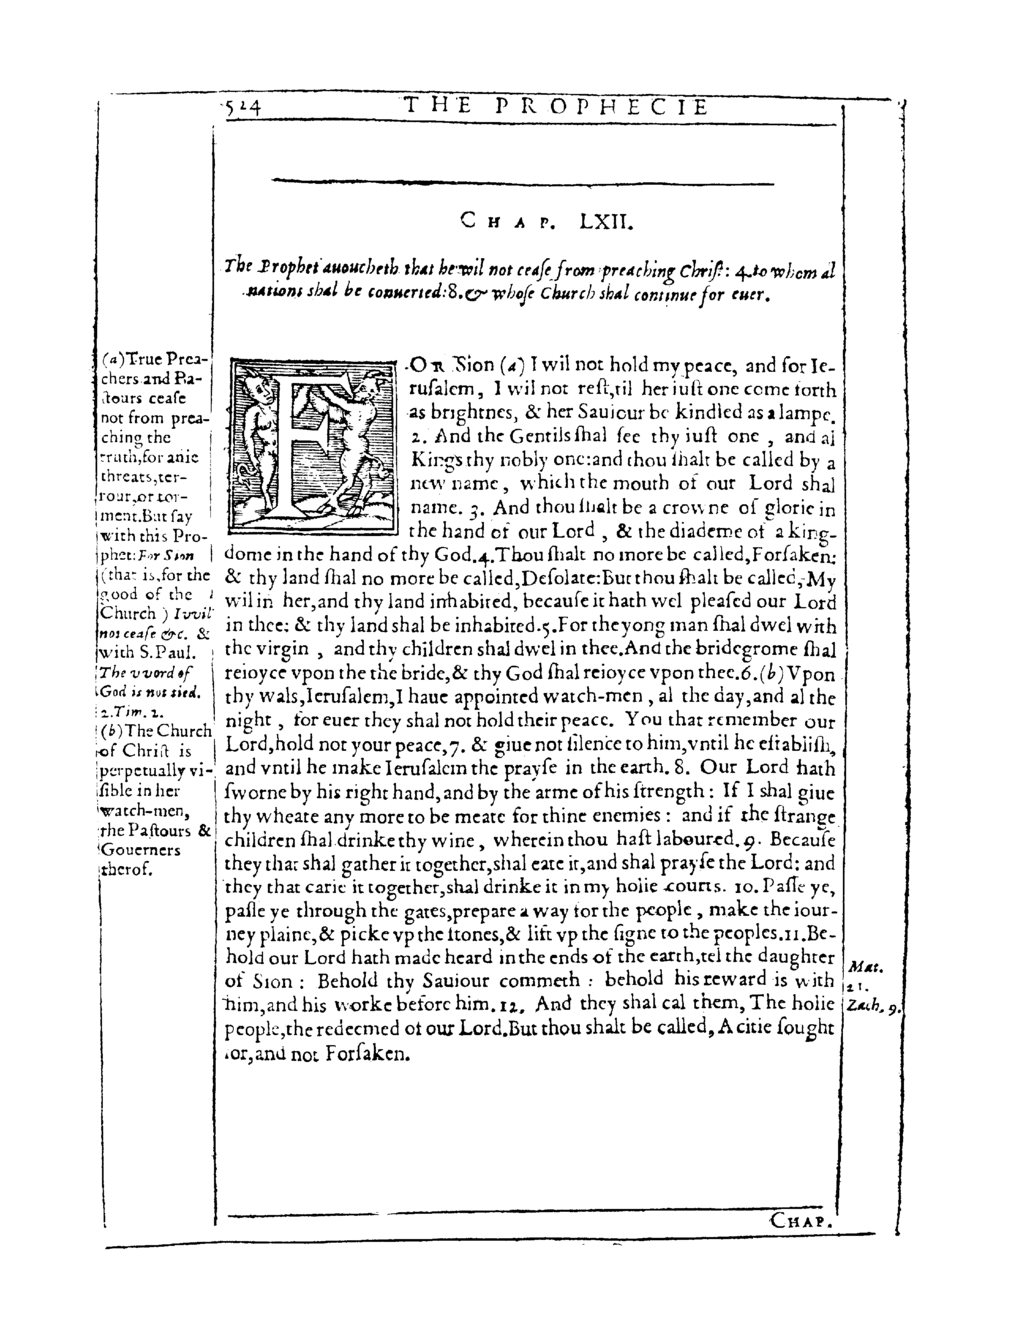 524 THE PROPHECIE
CHAP. LXII.
The Prophet auoucheth that he wil not ceaſe from preaching Chriſt: 4. to whom al
nations shal be conuerted: 8. & whoſe Church shal continue for euer.
(a) True Prea-
chers and Pa-
ſtours ceaſe
not from prea-
ching the
truth, for anie
threats, ter-
rour, or tor-
ment. But ſay
with this Pro-
phet: For Sion
(that is, for the
good of the
Church) I vvil
not ceaſe &c. &
with S. Paul.
The vvord of
God is not tied.
2. Tim. 2.
(b) The Church
of Chriſt is
perpetually vi-
ſible in her
watch-men,
the Paſtours &
Gouerners
therof.
FOR Sion (a) I wil not hold my peace, and for Ie-
ruſalem, I wil not reſt, til her iuſt one come forth
as brightnes, & her Sauiour be kindled as a lampe.
2. And the Gentils ſhal ſee thy iuſt one, and al
Kings thy nobly one: and thou ſhalt be called by a
new name, which the mouth of our Lord shal
name. 3. And thou ſhalt be a crowne of glorie in
the hand of our Lord, & the diademe of a king-
dome in the hand of thy God. 4. Thou ſhalt no more be called, Forſaken:
& thy land ſhal no more be called, Deſolate: But thou ſhalt be called, My
wil in her, and thy land inhabited, becauſe it hath wel pleaſed our Lord
in thee: & thy land shal be inhabited. 5. For the yong man ſhal dwel with
the virgin, and thy children shal dwel in thee. And the bridegrome ſhal
reioyce vpon the the bride, & thy God ſhal reioyce vpon thee. 6. (b) Vpon
thy wals, Ieruſalem, I haue appointed watch-men, al the day, and al the
night, for euer they shal not hold their peace. You that remember our
Lord, hold not your peace, 7. & giue not ſilence to him, vntil he eſtabliſh,
and vntil he make Ieruſalem the prayſe in the earth. 8. Our Lord hath
ſworne by his right hand, and by the arme of his ſtrength: If I shal giue
thy wheate any more to be meate for thine enemies: and if the ſtrange
children ſhal drinke thy wine, wherein thou haſt laboured. 9. Becauſe
they that shal gather it together, shal eate it, and shal prayſe the Lord: and
they that carie it together, shal drinke it in my holie courts. 10. Paſſe ye,
paſſe ye through the gates, prepare a way for the people, make the iour-
ney plaine, & picke vp the ſtones, & lift vp the ſigne to the peoples. 11. Be-
hold our Lord hath made heard in the ends of the earth, tel the daughter
of Sion: Behold thy Sauiour commeth: behold his reward is with
him, and his worke before him. 12. And they shal cal them, The holie
people, the redeemed of our Lord. But thou shalt be called, A citie ſought
for, and not Forſaken.
Mat.
21.
Zach. 9.
CHAP.